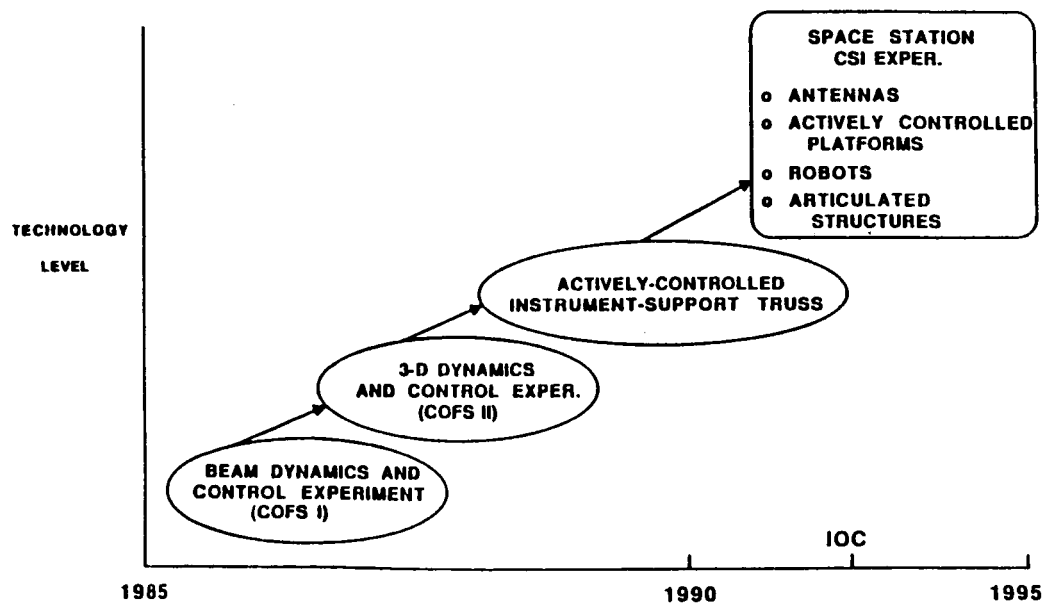 SPACE STATION
CSI EXPER.
o ANTENNAS
o ACTIVELY CONTROLLED
PLATFORMS
o ROBOTS
o ARTICULATED
STRUCTURES
TECHNOLOGY
LEVEL
ACTIVELY-CONTROLLED
INSTRUMENT-SUPPORT TRUSS
3-D DYNAMICS
AND CONTROL EXPER.
(COFS II)
BEAM DYNAMICS AND
CONTROL EXPERIMENT
(COFS I)
IOC
1985
1990
1995